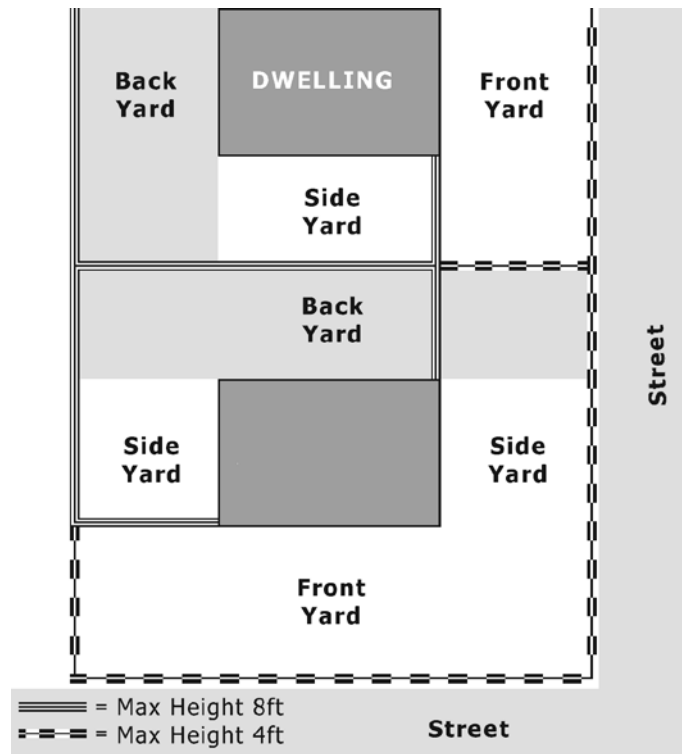 Back
Yard
DWELLING
Front
Yard
Side
Yard
Back
Yard
Street
Side
Yard
Side
Yard
Front
Yard
= Max Height 8ft
= Max Height 4ft
Street